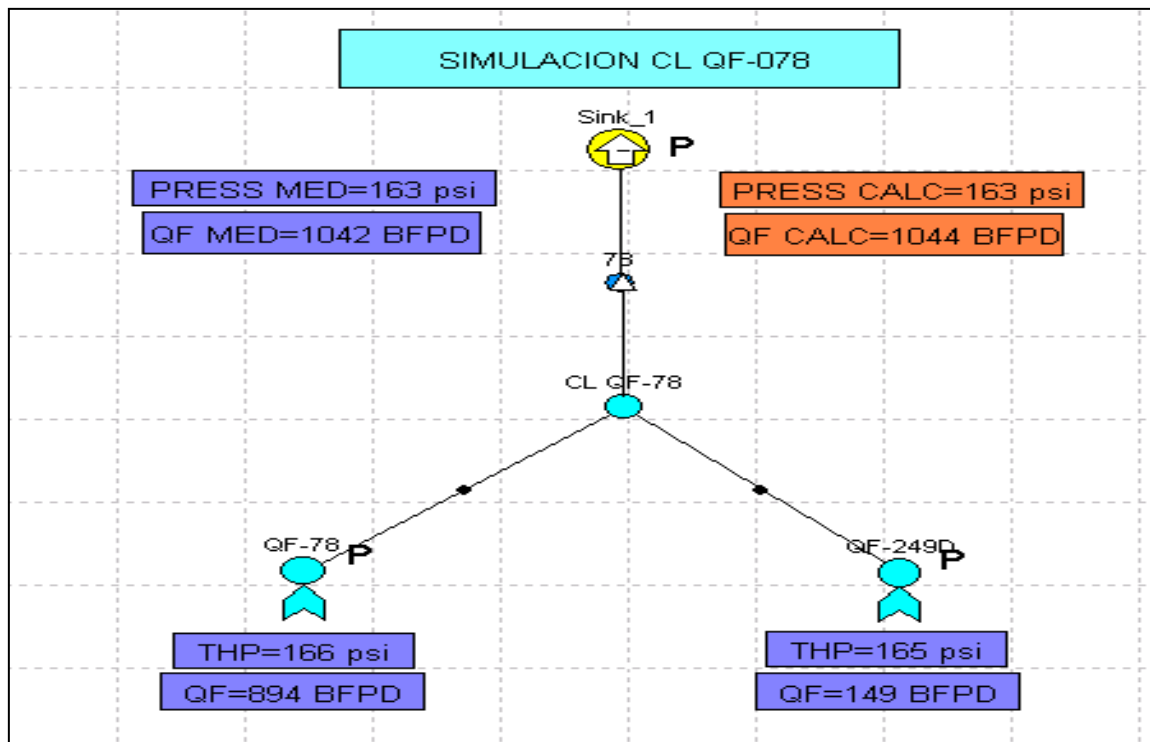 SIMULACION CL QF-078
Sink_1
P
PRESS MED=163 psi
PRESS CALC=163 psi
QF MED=1042 BFPD
QF CALC=1044 BFPD
CL QF-78
QF-78
P
QF-249D
P
THP=166 psi
THP=165 psi
QF=894 BFPD
QF=149 BFPD